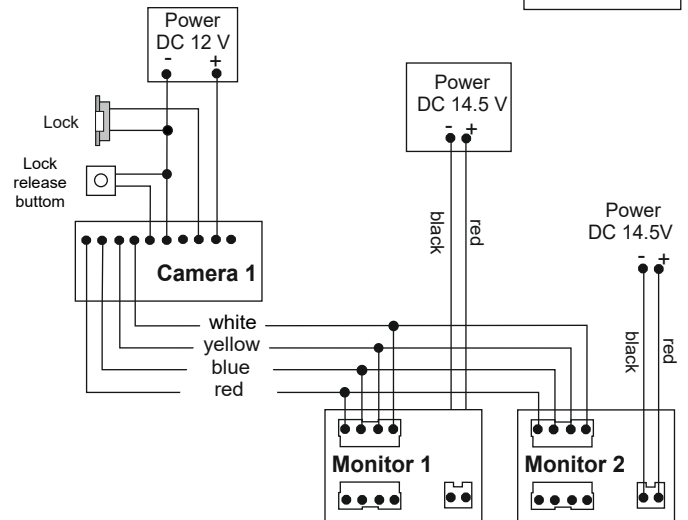 Power
DC 12 V
- +
Lock
Lock
release
buttom
Camera 1
Power
DC 14.5 V
- +
black
red
Power
DC 14.5V
- +
black
red
white
yellow
blue
red
Monitor 1
Monitor 2